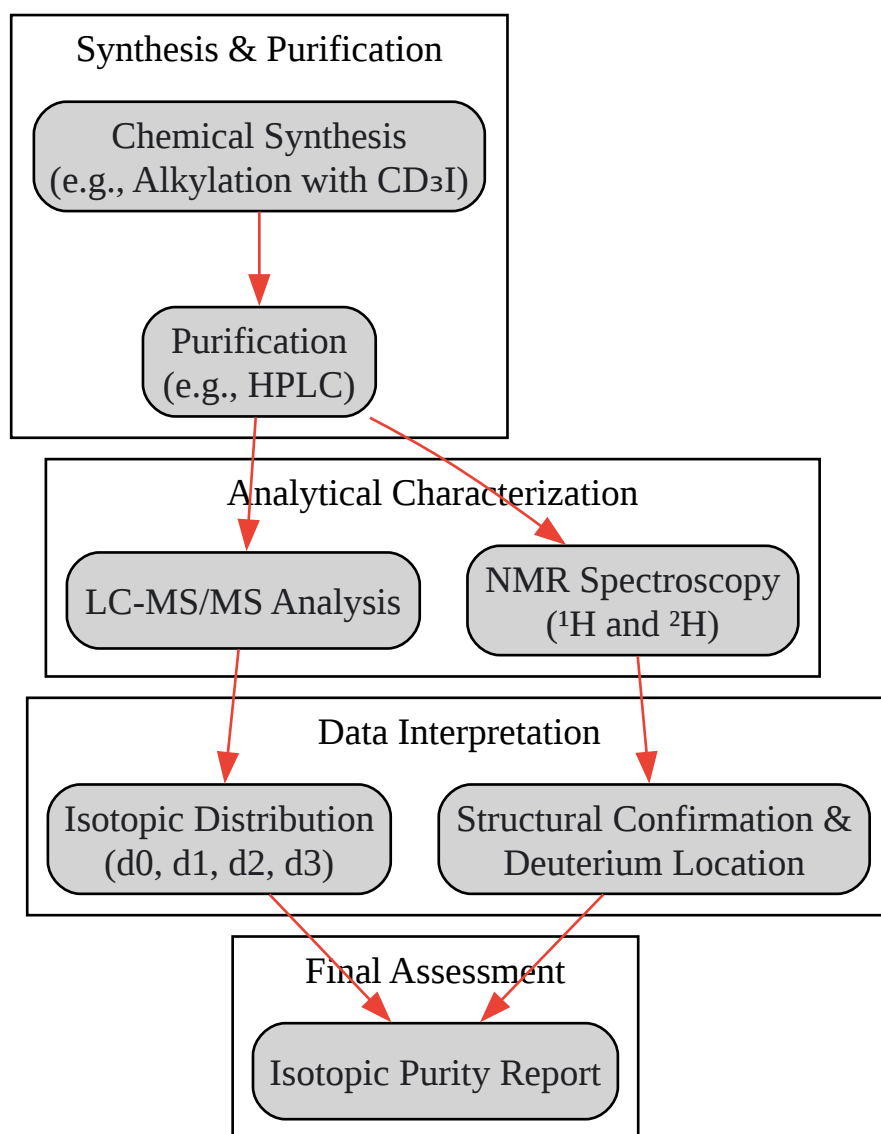 Synthesis & Purification
Chemical Synthesis
(e.g., Alkylation with CD₃I)
Purification
(e.g., HPLC)
Analytical Characterization
LC-MS/MS Analysis
NMR Spectroscopy
(¹H and ²H)
Data Interpretation
Isotopic Distribution
(d0, d1, d2, d3)
Structural Confirmation &
Deuterium Location
Final Assessment
Isotopic Purity Report